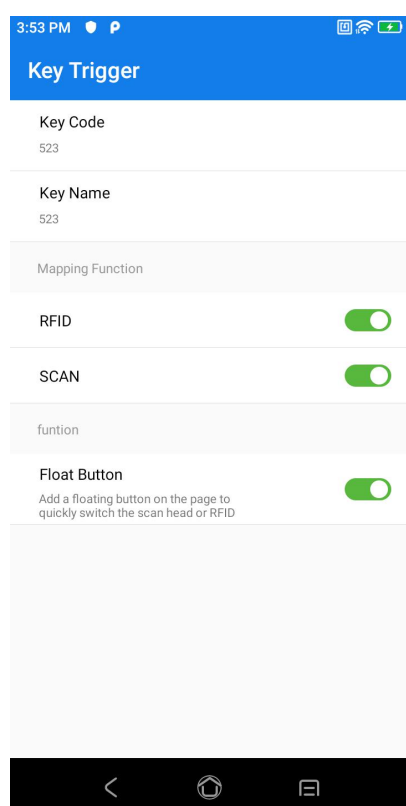 3:53 PM
Key Trigger
Key Code
523
Key Name
523
Mapping Function
RFID
SCAN
funtion
Float Button
Add a floating button on the page to
quickly switch the scan head or RFID